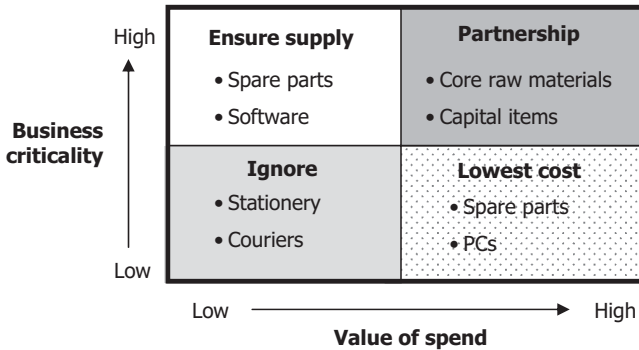 High
Business
criticality
Low
Ensure supply
• Spare parts
• Software
Partnership
• Core raw materials
• Capital items
Ignore
• Stationery
• Couriers
Lowest cost
• Spare parts
• PCs
Low
High
Value of spend